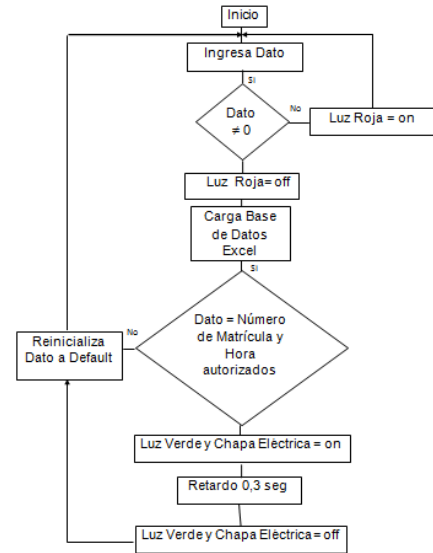 Inicio
Ingresa Dato
Si
Dato
≠ 0
No
Luz Roja = on
Luz Roja= off
Carga Base
de Datos
Excel
Si
Dato = Número
de Matrícula y
Hora
autorizados
No
Reinicializa
Dato a Default
Luz Verde y Chapa Eléctrica = on
Retardo 0,3 seg
Luz Verde y Chapa Eléctrica = off